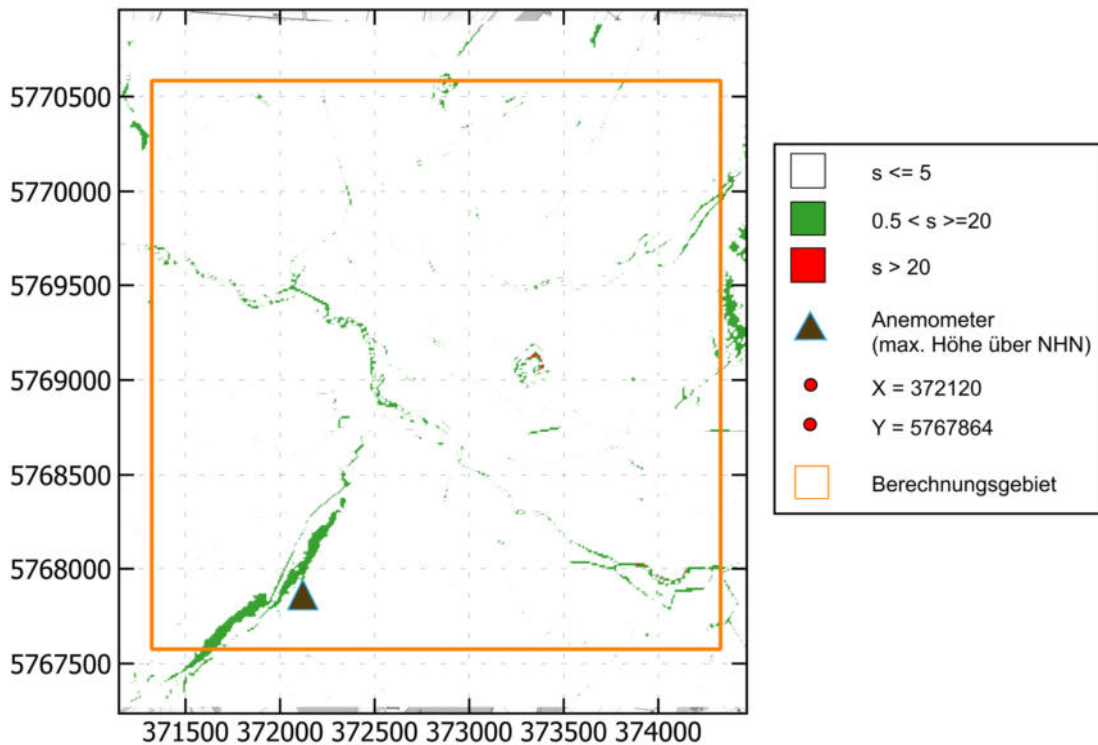 5770500
5770000
5769500
5769000
5768500
5768000
5767500
371500 372000 372500 373000 373500 374000
s <= 5
0.5 < s >=20
s > 20
Anemometer
(max. Höhe über NHN)
X = 372120
Y = 5767864
Berechnungsgebiet